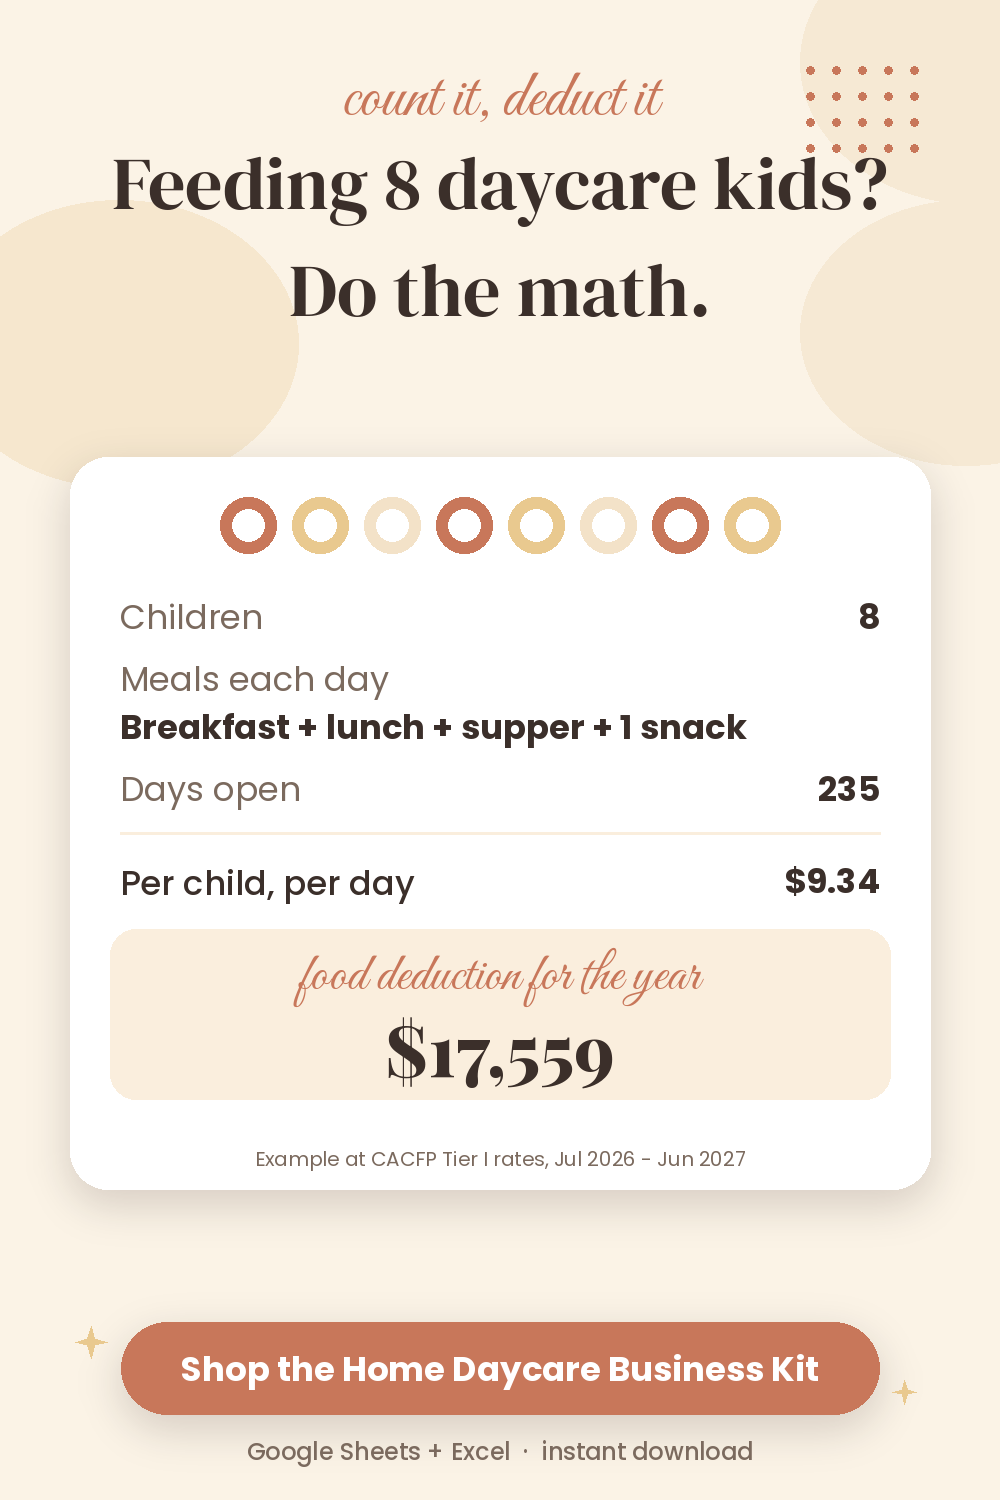 count it, deduct it
Feeding 8 daycare kids?
Do the math.
Children 8
Meals each day
Breakfast + lunch + supper + 1 snack
Days open 235
Per child, per day $9.34
food deduction for the year
$17,559
Example at CACFP Tier I rates, Jul 2026 - Jun 2027
Shop the Home Daycare Business Kit
Google Sheets + Excel · instant download